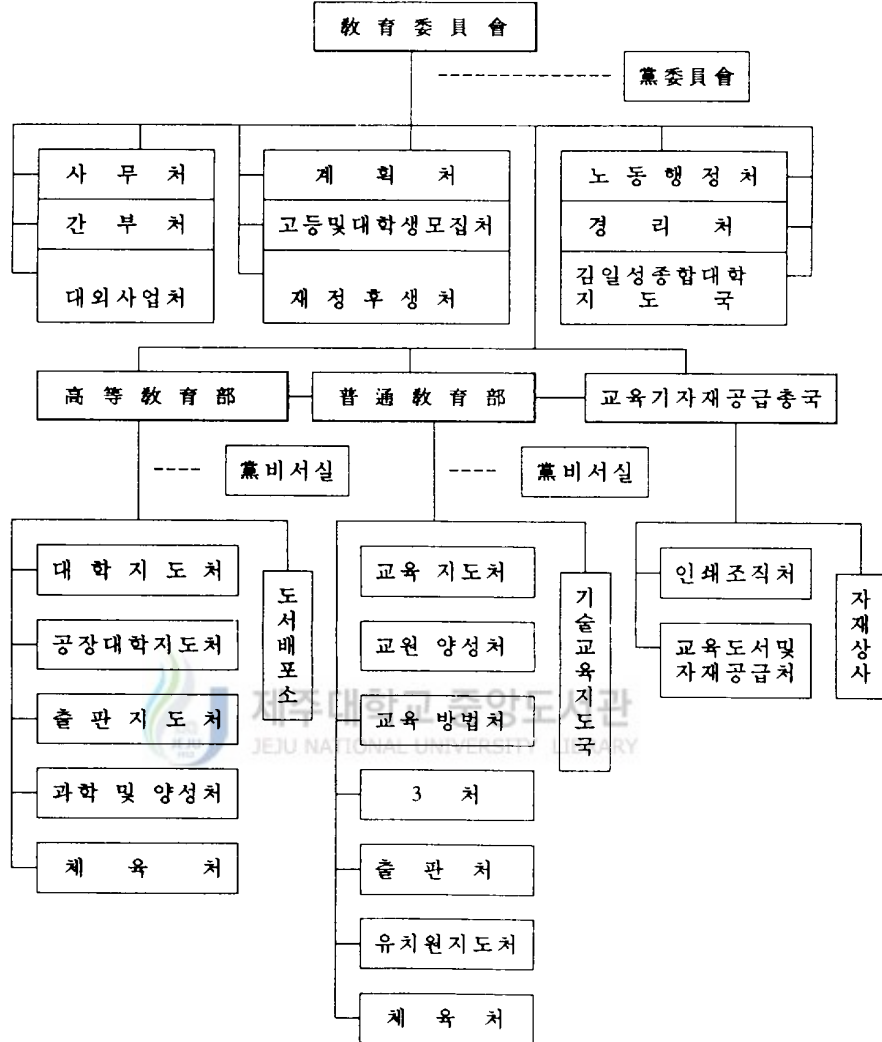 敎育委員會
黨委員會
사무처
계획처
노동행정처
간부처
고등및대학생모집처
경리처
대외사업처
재정후생처
김일성종합대학
지도국
高等敎育部
普通敎育部
교육기자재공급총국
黨비서실
黨비서실
대학지도처
공장대학지도처
출판지도처
과학 및 양성처
체육처
도서배포소
교육 지도처
교원 양성처
교육 방법처
3 처
출판처
유치원지도처
체육처
기술교육지도국
인쇄조직처
교육도서및
자재공급처
자재상사
제주대학교 중앙도서관
JEJU NATIONAL UNIVERSITY LIBRARY
JEJU